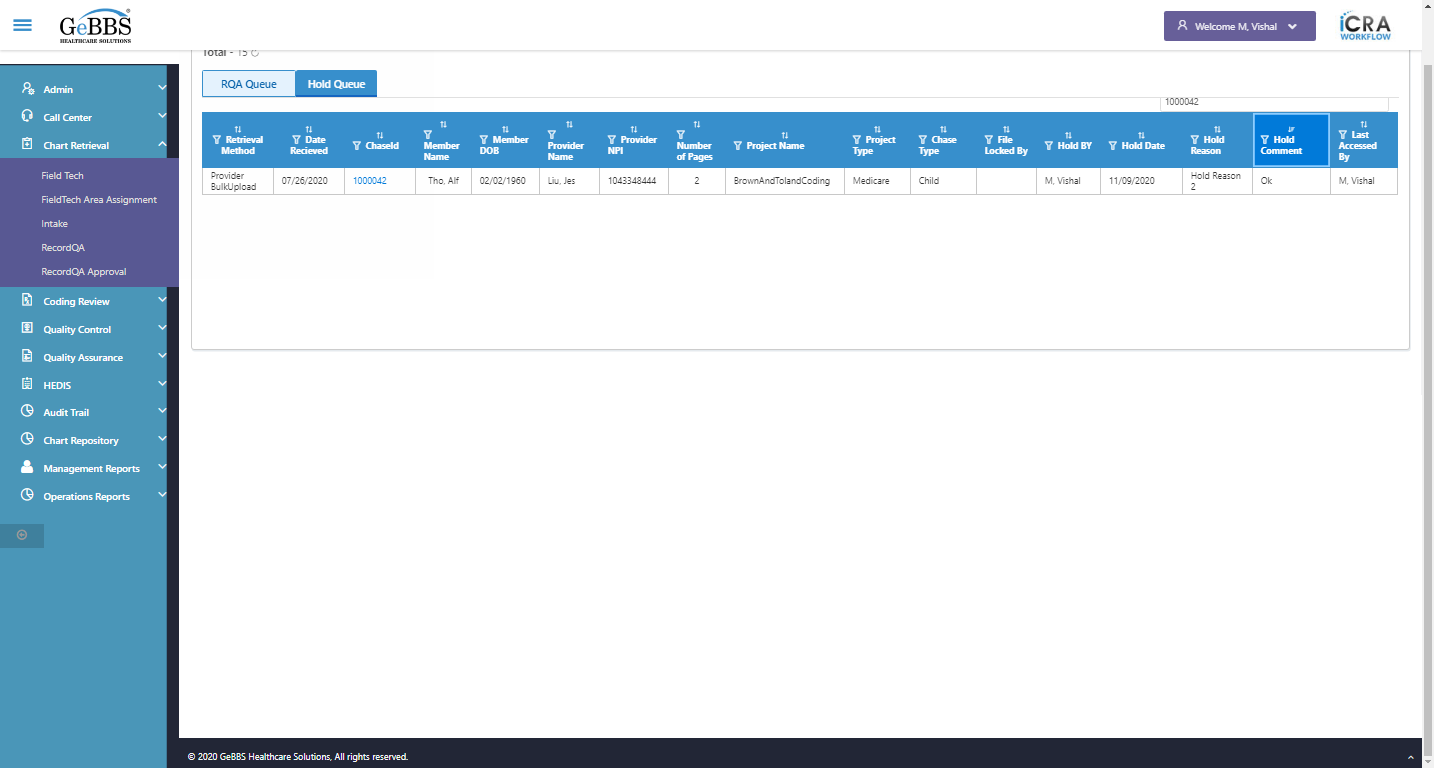 GeBBS®
HEALTHCARE SOLUTIONS
Welcome M, Vishal
iCRA
WORKFLOW
Total - 15
RQA Queue
Hold Queue
1000042
Admin
Call Center
Chart Retrieval
Field Tech
FieldTech Area Assignment
Intake
RecordQA
RecordQA Approval
Coding Review
Quality Control
Quality Assurance
HEDIS
Audit Trail
Chart Repository
Management Reports
Operations Reports
Retrieval
Method
Date
Recieved
ChaseId
Member
Name
Member
DOB
Provider
Name
Provider
NPI
Number
of Pages
Project Name
Project
Type
Chase
Type
File
Locked By
Hold BY
Hold Date
Hold
Reason
Hold
Comment
Last
Accessed
By
Provider
BulkUpload
07/26/2020
1000042
Tho, Alf
02/02/1960
Liu, Jes
1043348444
2
BrownAndTolandCoding
Medicare
Child
M, Vishal
11/09/2020
Hold Reason
2
Ok
M, Vishal
© 2020 GeBBS Healthcare Solutions, All rights reserved.